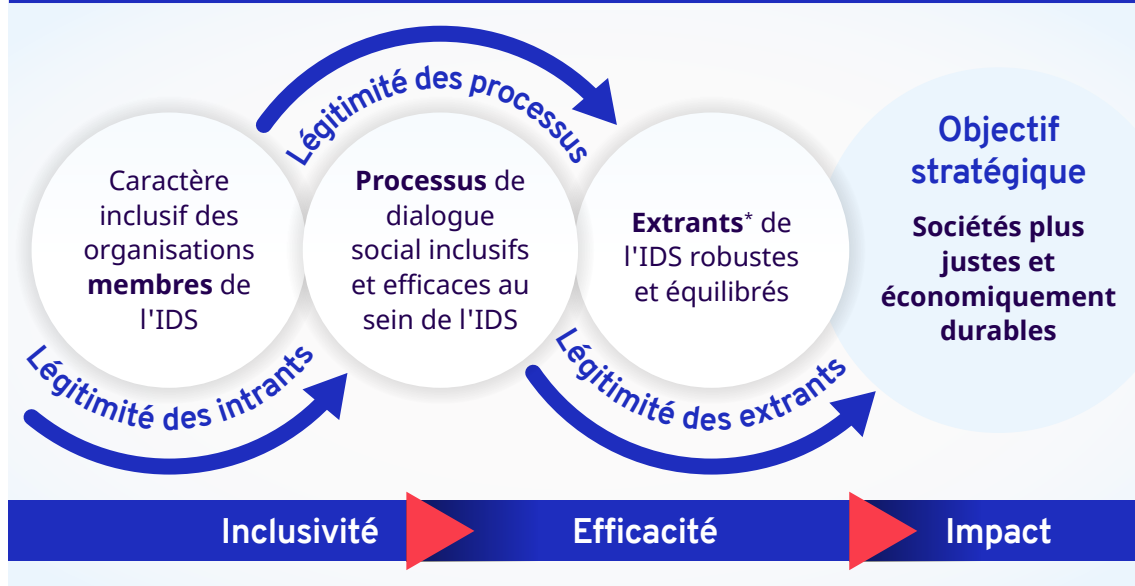 Légitimité des processus
Caractère
inclusif des
organisations
membres de
l'IDS
Processus de
dialogue
social inclusifs
et efficaces au
sein de l'IDS
Extrants* de
l'IDS robustes
et équilibrés
Objectif
stratégique
Sociétés plus
justes et
économiquement
durables
Légitimité des intrants
Légitimité des extrants
Inclusivité
Efficacité
Impact